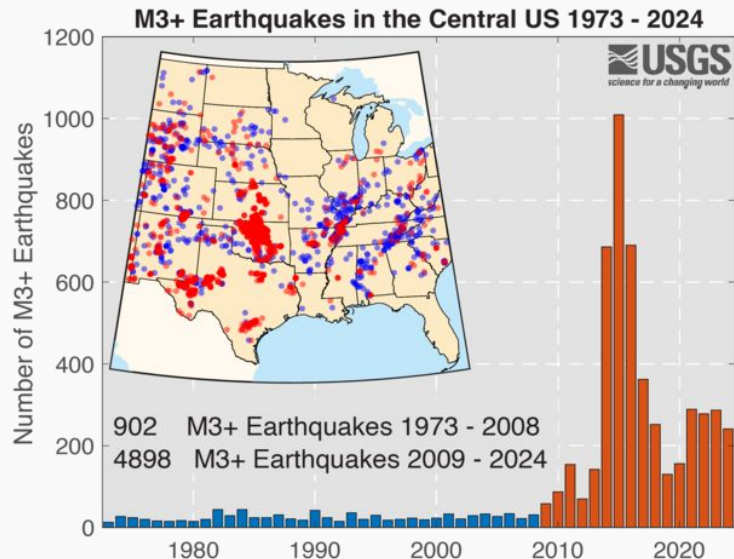 M3+ Earthquakes in the Central US 1973 - 2024
USGS
science for a changing world
Number of M3+ Earthquakes
1200
1000
800
600
400
200
0
902 M3+ Earthquakes 1973 - 2008
4898 M3+ Earthquakes 2009 - 2024
1980 1990 2000 2010 2020